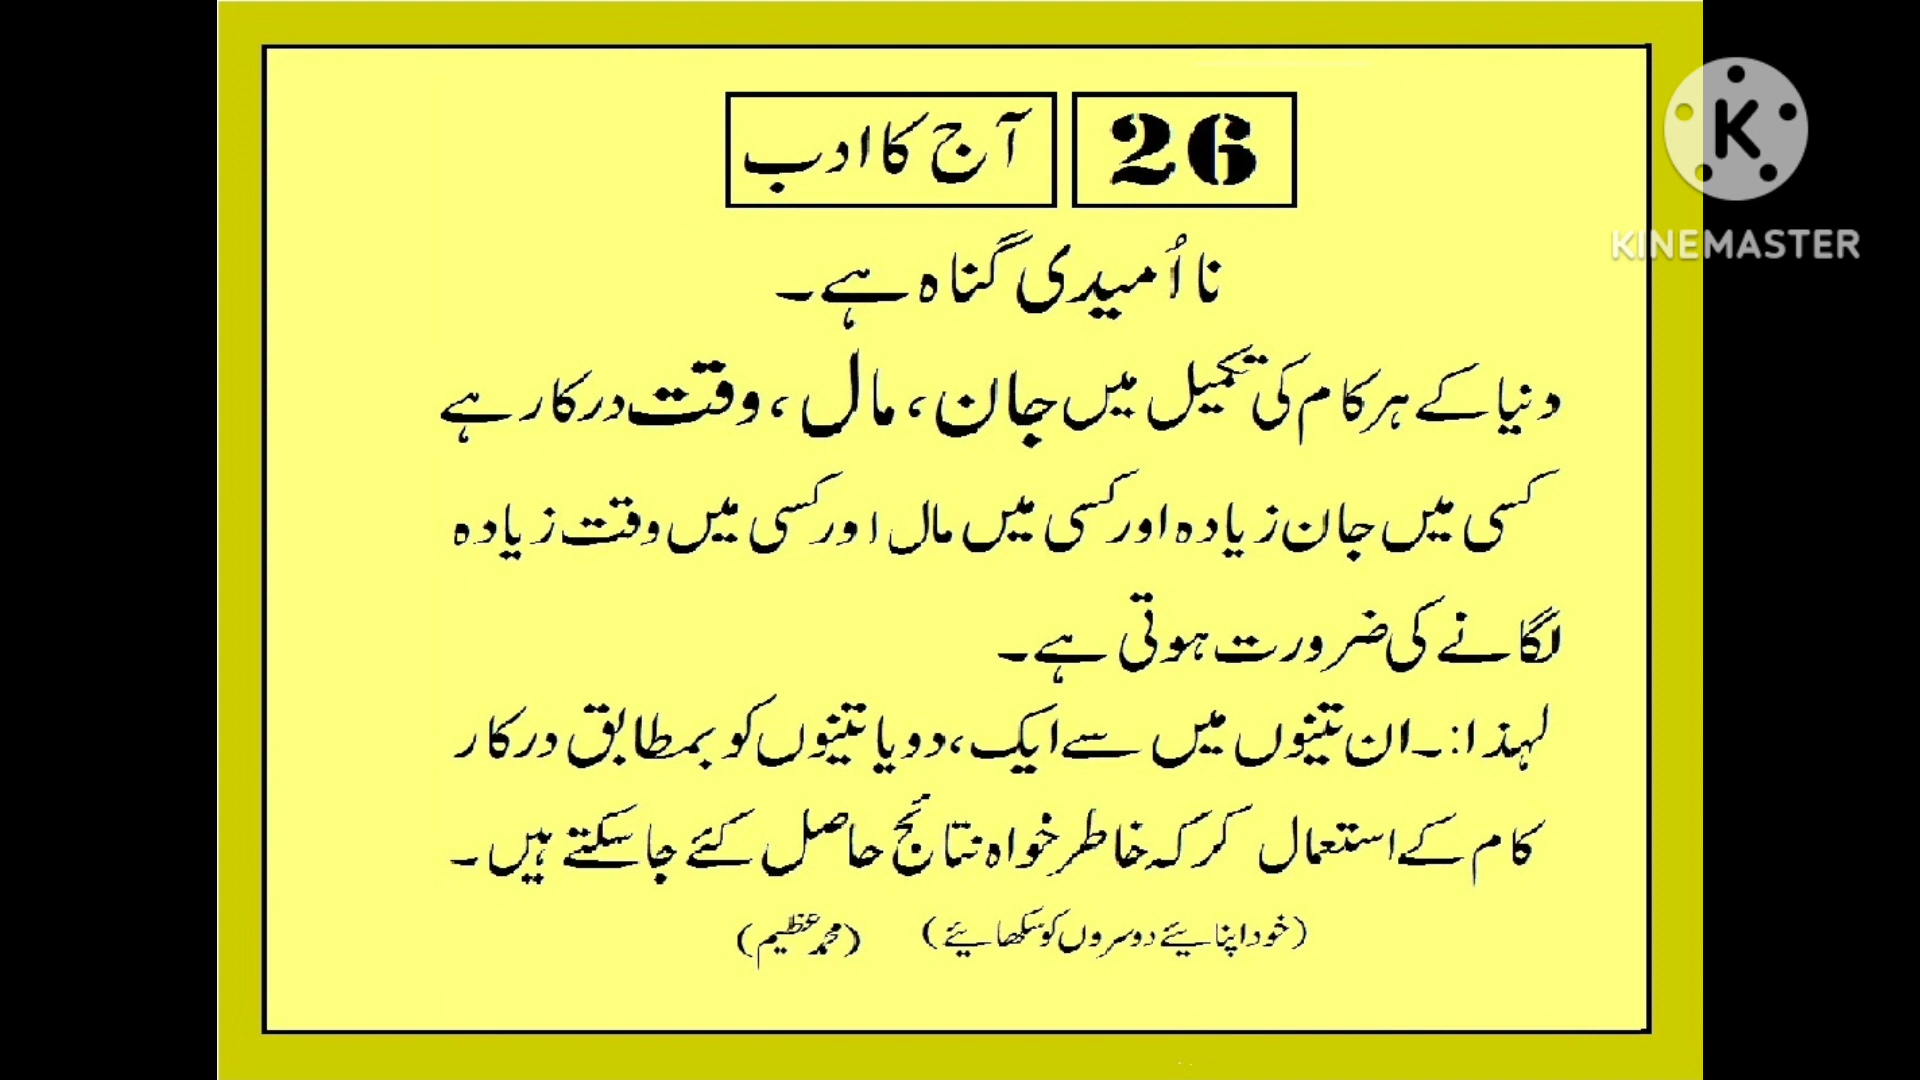 26 آج کا ادب
نا اُمیدی گناہ ہے۔
دنیا کے ہر کام کی تکمیل میں جان، مال، وقت درکار ہے
کسی میں جان زیادہ اور کسی میں مال اور کسی میں وقت زیادہ
لگانے کی ضرورت ہوتی ہے۔
لہذا:۔ ان تینوں میں سے ایک، دو یا تینوں کو بمطابق درکار
کام کے استعمال کر کہ خاطر خواہ نتائج حاصل کئے جا سکتے ہیں۔
(خود اپنائیے دوسروں کو سکھائیے) (محمد عظیم)
KINEMASTER